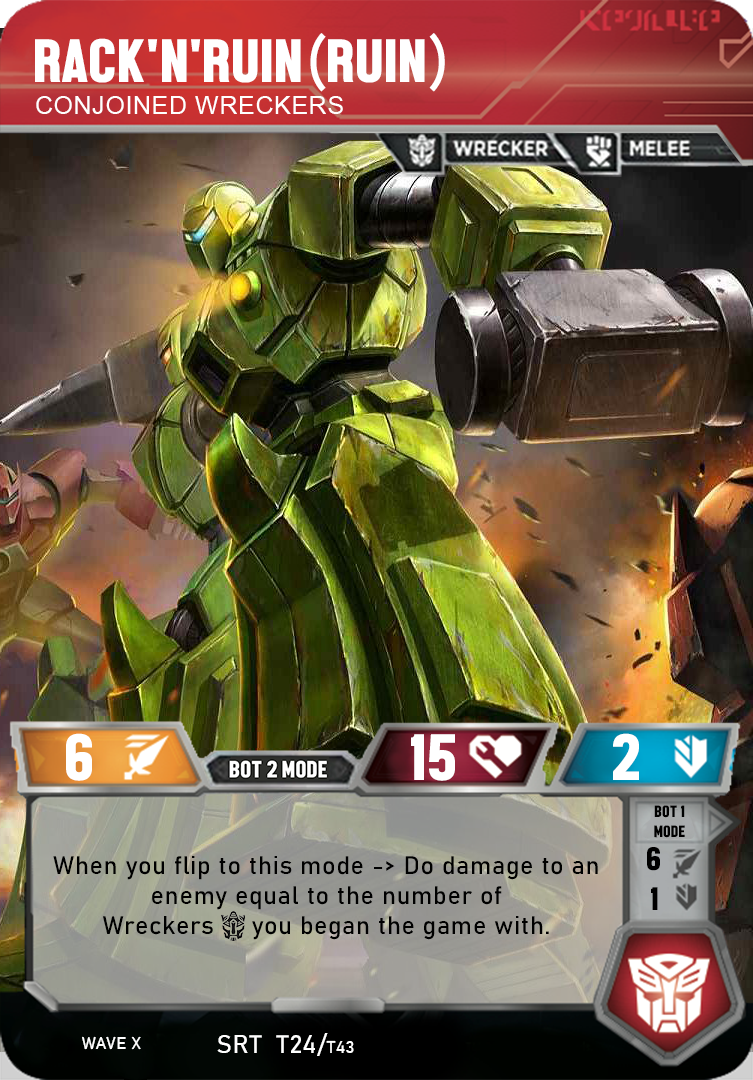 RACK'N'RUIN (RUIN)
CONJOINED WRECKERS
WRECKER MELEE
6 BOT 2 MODE 15 2
BOT 1
MODE
6
1
When you flip to this mode -> Do damage to an
enemy equal to the number of
Wreckers you began the game with.
WAVE X SRT T24/T43